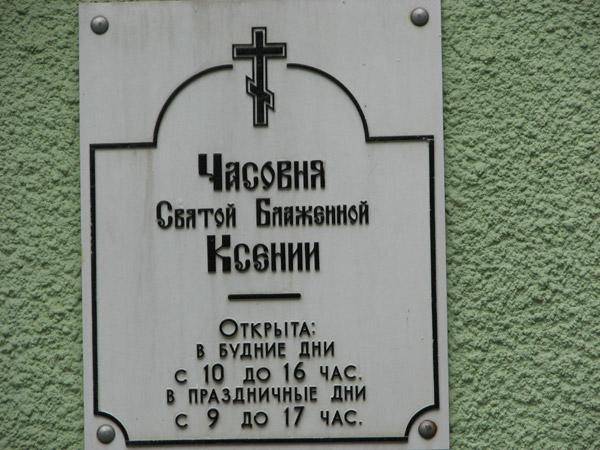 Часовня
Святой Блаженной
Ксении
Открыта:
в будние дни
с 10 до 16 час.
в праздничные дни
с 9 до 17 час.